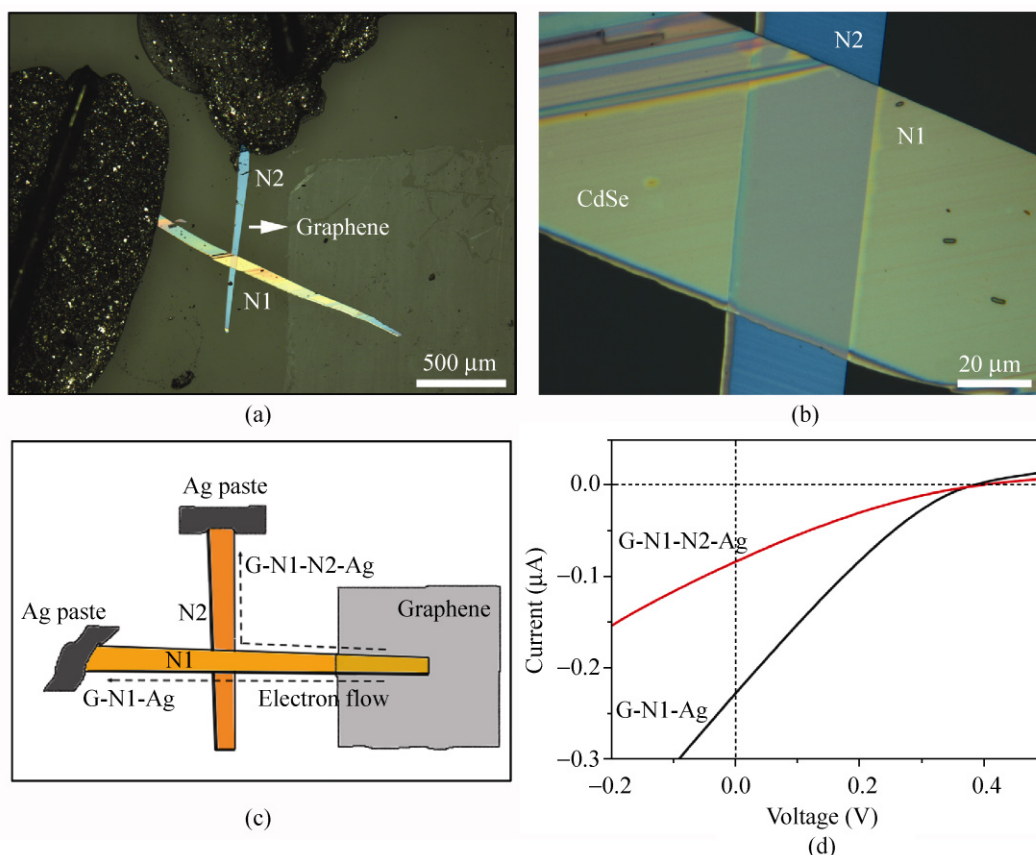 N2
Graphene
N1
500 μm
(a)
N2
N1
CdSe
20 μm
(b)
Ag paste
G-N1-N2-Ag
Ag paste
N2
Graphene
N1
G-N1-Ag
Electron flow
(c)
0.0
−0.1
−0.2
−0.3
Current (μA)
G-N1-N2-Ag
G-N1-Ag
−0.2
0.0
0.2
0.4
Voltage (V)
(d)